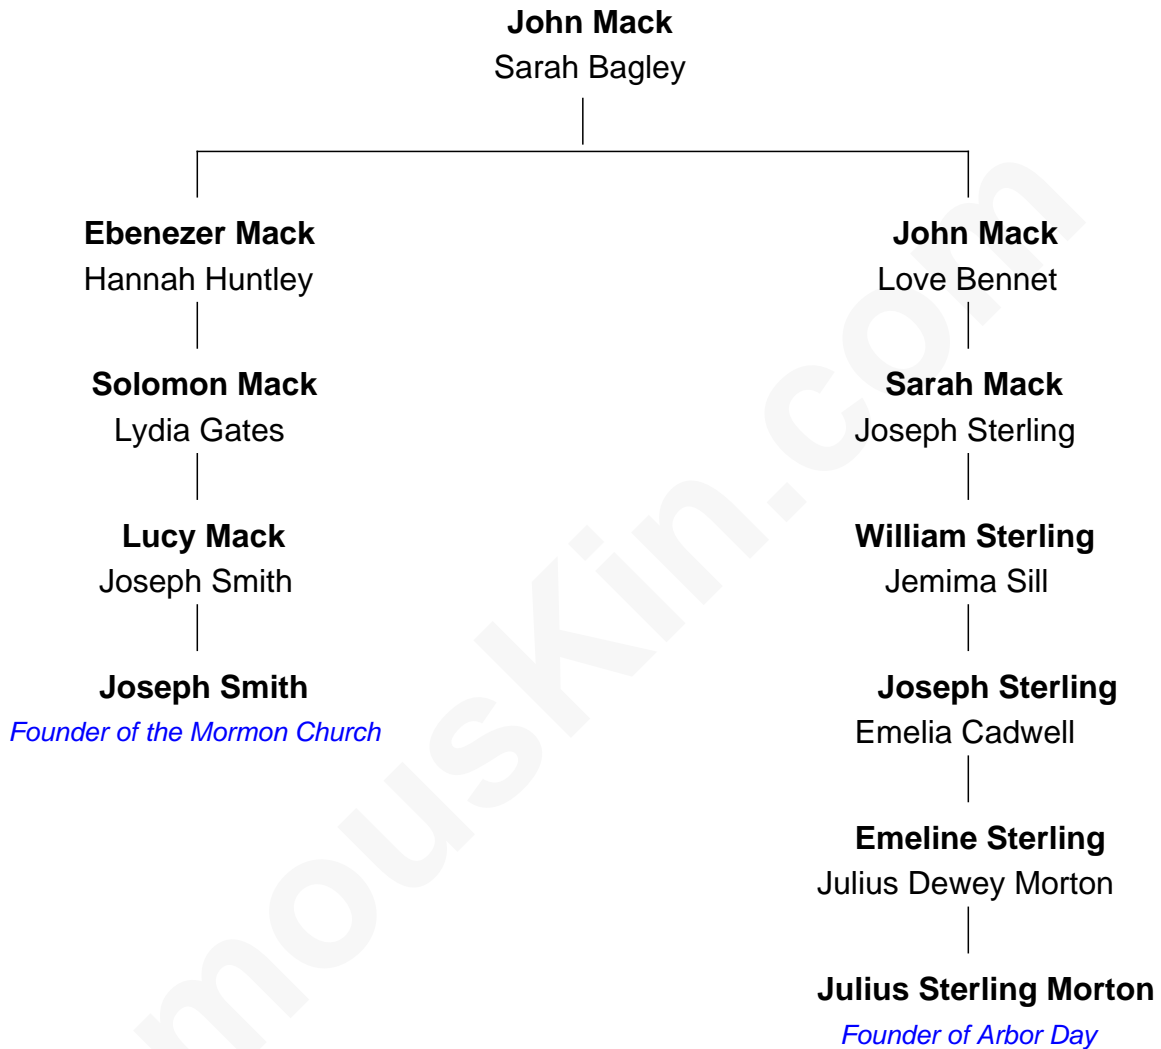 John Mack
Sarah Bagley
Ebenezer Mack
Hannah Huntley
John Mack
Love Bennet
Solomon Mack
Lydia Gates
Sarah Mack
Joseph Sterling
Lucy Mack
Joseph Smith
William Sterling
Jemima Sill
Joseph Smith
Founder of the Mormon Church
Joseph Sterling
Emelia Cadwell
Emeline Sterling
Julius Dewey Morton
Julius Sterling Morton
Founder of Arbor Day
mouskin.com